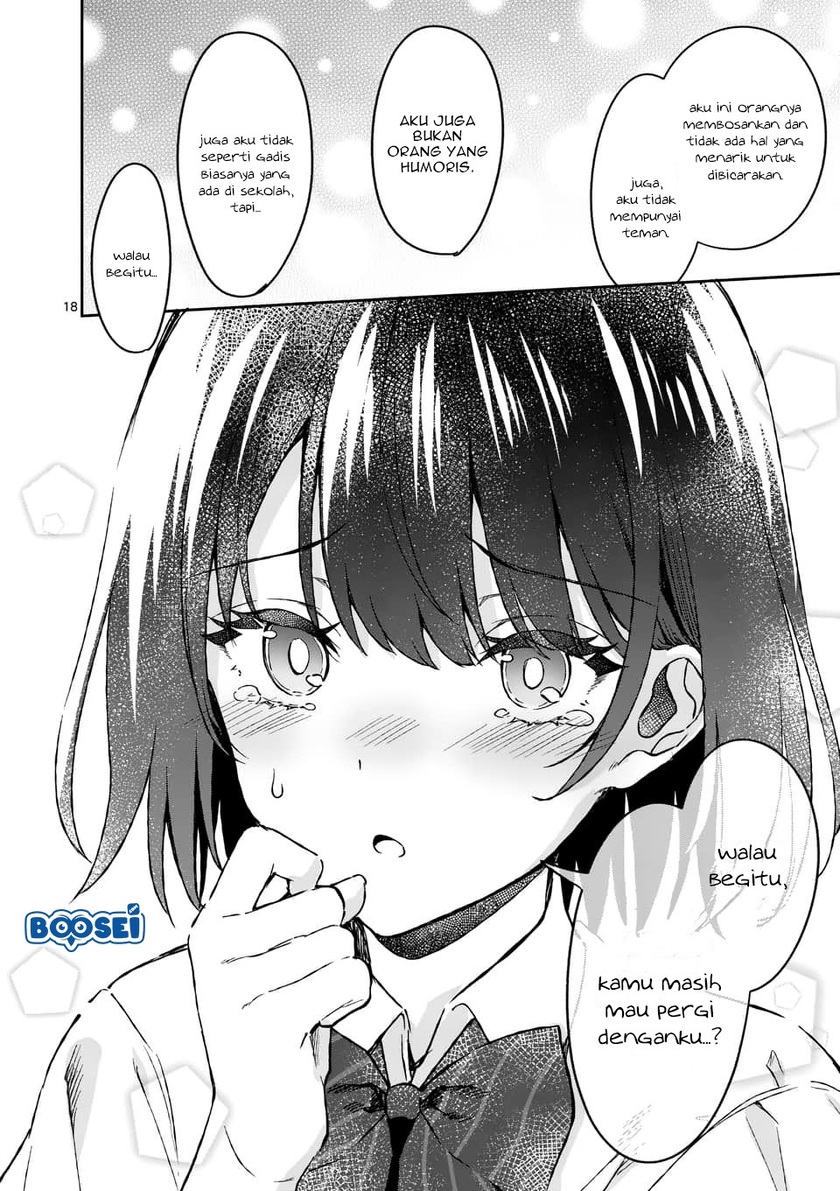 aku ini orangnya
membosankan dan
tidak ada hal yang
menarik untuk
dibicarakan.
juga,
aku tidak
mempunyai
teman.
AKU JUGA
BUKAN
ORANG YANG
HUMORIS.
juga aku tidak
seperti gadis
biasanya yang
ada di sekolah,
tapi...
walau
begitu...
18
walau
begitu,
kamu masih
mau pergi
denganku...?
BOOSEI